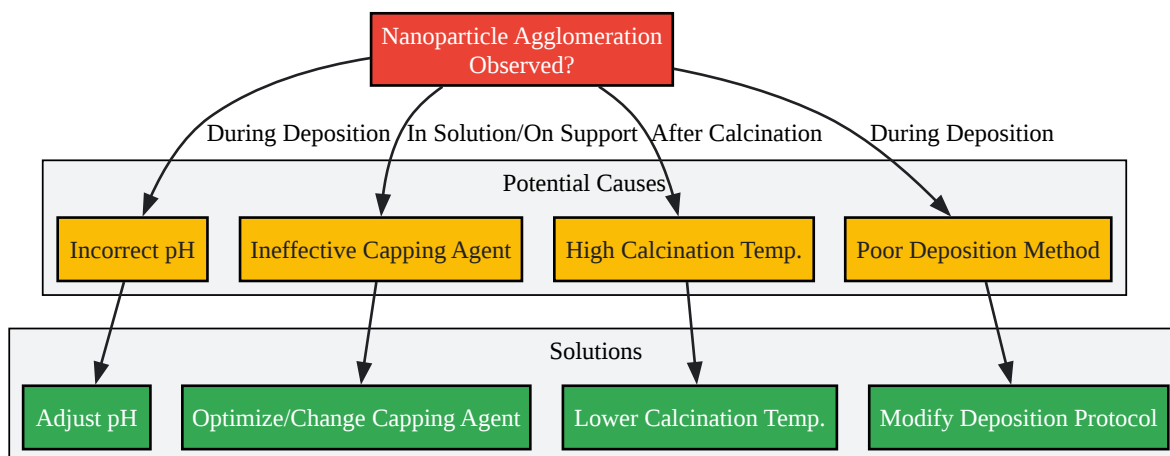 Nanoparticle Agglomeration
Observed?
During Deposition
In Solution/On Support
After Calcination
During Deposition
Potential Causes
Incorrect pH
Ineffective Capping Agent
High Calcination Temp.
Poor Deposition Method
Solutions
Adjust pH
Optimize/Change Capping Agent
Lower Calcination Temp.
Modify Deposition Protocol